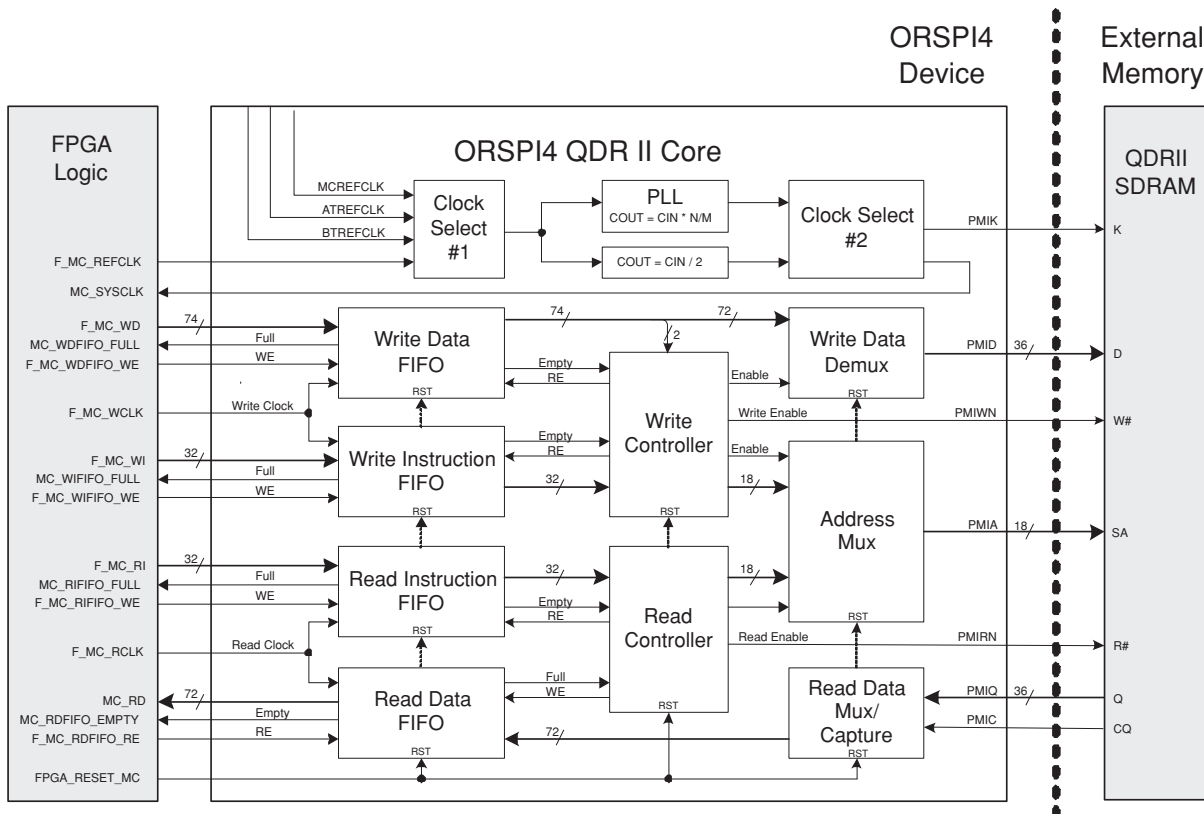 ORSPI4
Device
External
Memory
FPGA
Logic
ORSPI4 QDR II Core
QDRII
SDRAM
MCREFCLK
ATREFCLK
BTREFCLK
Clock
Select
#1
PLL
COUT = CIN * N/M
COUT = CIN / 2
Clock Select
#2
PMIK
K
F_MC_REFCLK
MC_SYSCLK
F_MC_WD
74
MC_WDFIFO_FULL
Full
F_MC_WDFIFO_WE
WE
Write Data
FIFO
RST
74
2
72
Empty
RE
Write Data
Demux
RST
Enable
PMID
36
D
F_MC_WCLK
Write Clock
Write
Controller
RST
Write Enable
PMIWN
W#
F_MC_WI
32
MC_WIFIFO_FULL
Full
F_MC_WIFIFO_WE
WE
Write Instruction
FIFO
RST
Empty
RE
32
Enable
18
Address
Mux
RST
PMIA
18
SA
F_MC_RI
32
MC_RIFIFO_FULL
Full
F_MC_RIFIFO_WE
WE
Read Instruction
FIFO
RST
32
Empty
RE
Read
Controller
RST
18
Read Enable
PMIRN
R#
F_MC_RCLK
Read Clock
MC_RD
72
MC_RDFIFO_EMPTY
Empty
F_MC_RDFIFO_RE
RE
Read Data
FIFO
RST
Full
WE
72
Read Data
Mux/
Capture
RST
PMIQ
36
Q
PMIC
CQ
FPGA_RESET_MC